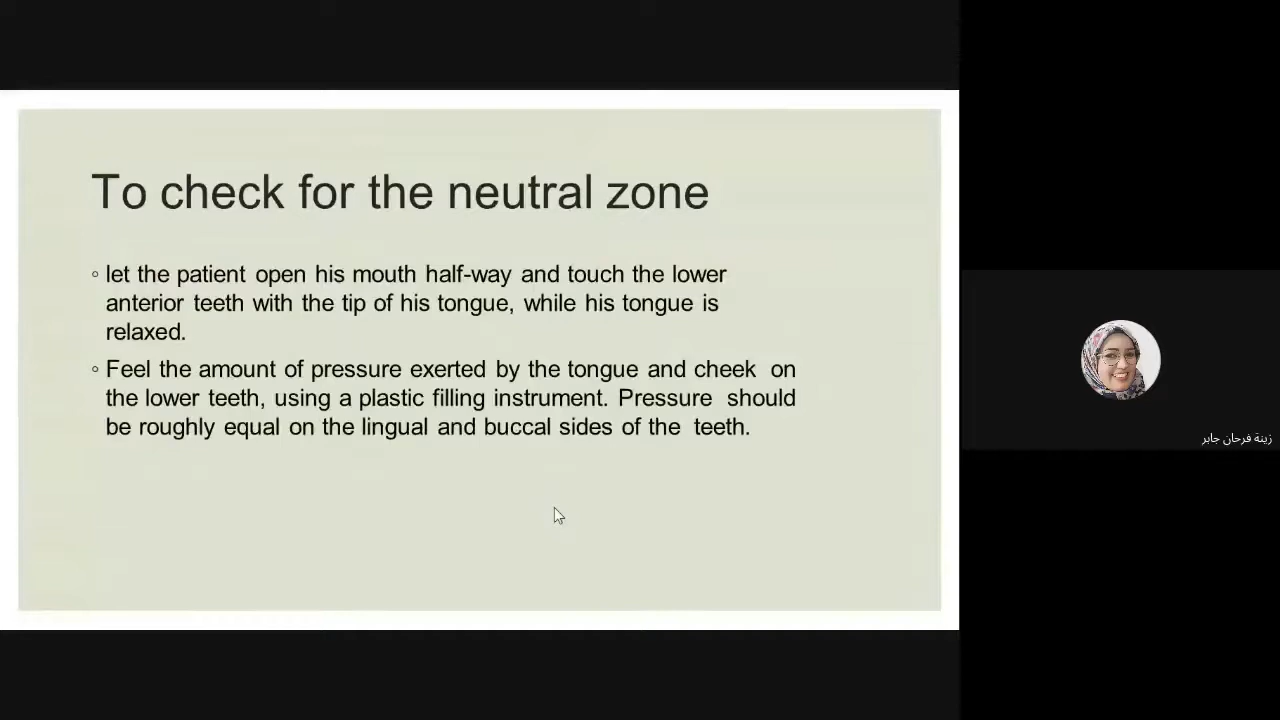 To check for the neutral zone
◦ let the patient open his mouth half-way and touch the lower
anterior teeth with the tip of his tongue, while his tongue is
relaxed.
◦ Feel the amount of pressure exerted by the tongue and cheek on
the lower teeth, using a plastic filling instrument. Pressure should
be roughly equal on the lingual and buccal sides of the teeth.
زينة فرحان جابر